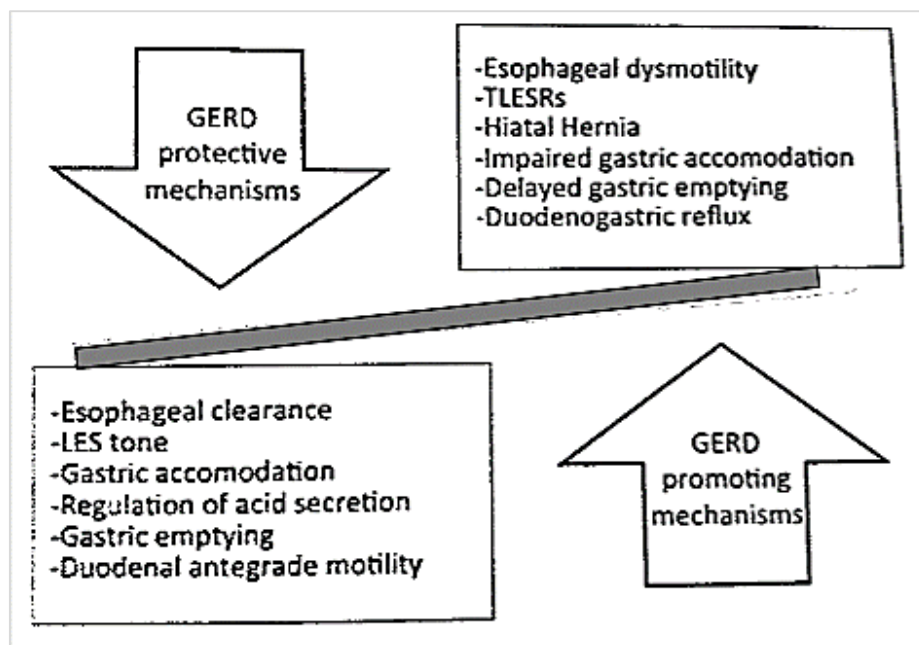 GERD
protective
mechanisms
-Esophageal dysmotility
-TLESRs
-Hiatal Hernia
-Impaired gastric accomodation
-Delayed gastric emptying
-Duodenogastric reflux
-Esophageal clearance
-LES tone
-Gastric accomodation
-Regulation of acid secretion
-Gastric emptying
-Duodenal antegrade motility
GERD
promoting
mechanisms